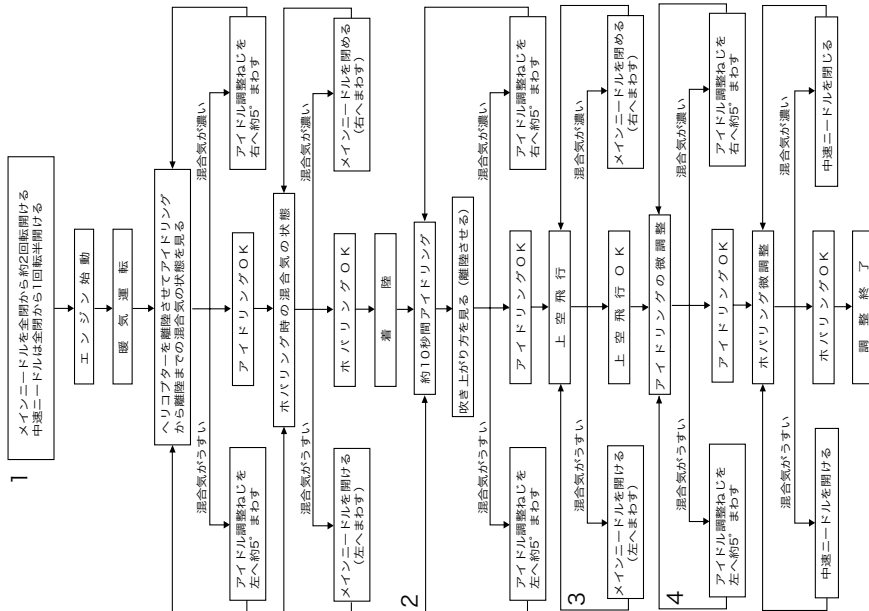 1
メインニードルを全閉から約2回転開ける
中速ニードルは全閉から1回転半開ける
エンジン始動
暖気運転
ヘリコプターを離陸させてアイドリング
から離陸までの混合気の状態を見る
混合気がうすい
混合気が濃い
アイドル調整ねじを
左へ約5°まわす
アイドリングOK
アイドル調整ねじを
右へ約5°まわす
ホバリング時の混合気の状態
混合気がうすい
混合気が濃い
メインニードルを開ける
(左へまわす)
ホバリングOK
メインニードルを閉める
(右へまわす)
着陸
2
約10秒間アイドリング
吹き上がり方を見る(離陸させる)
混合気がうすい
混合気が濃い
アイドル調整ねじを
左へ約5°まわす
アイドリングOK
アイドル調整ねじを
右へ約5°まわす
3
上空飛行
混合気がうすい
混合気が濃い
メインニードルを開ける
(左へまわす)
上空飛行OK
メインニードルを閉める
(右へまわす)
4
アイドリングの微調整
混合気がうすい
混合気が濃い
アイドル調整ねじを
左へ約5°まわす
アイドリングOK
アイドル調整ねじを
右へ約5°まわす
ホバリング微調整
混合気がうすい
混合気が濃い
中速ニードルを開ける
ホバリングOK
中速ニードルを閉じる
調整終了